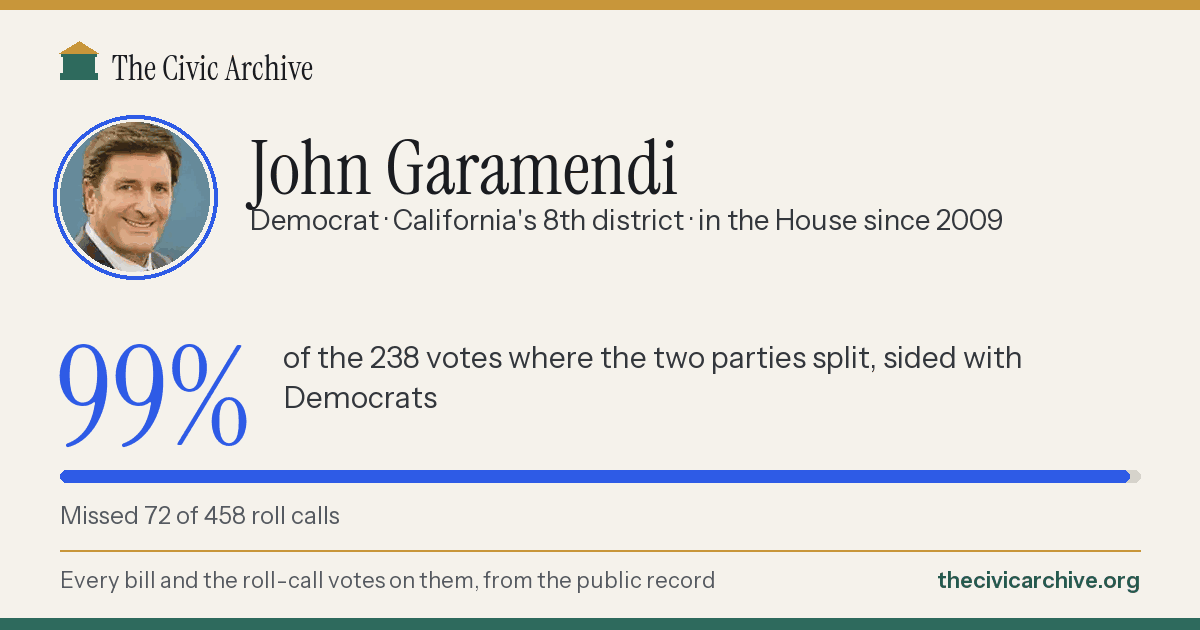 The Civic Archive
John Garamendi
Democrat · California's 8th district · in the House since 2009
99%
of the 238 votes where the two parties split, sided with
Democrats
Missed 72 of 458 roll calls
Every bill and the roll-call votes on them, from the public record
thecivicarchive.org